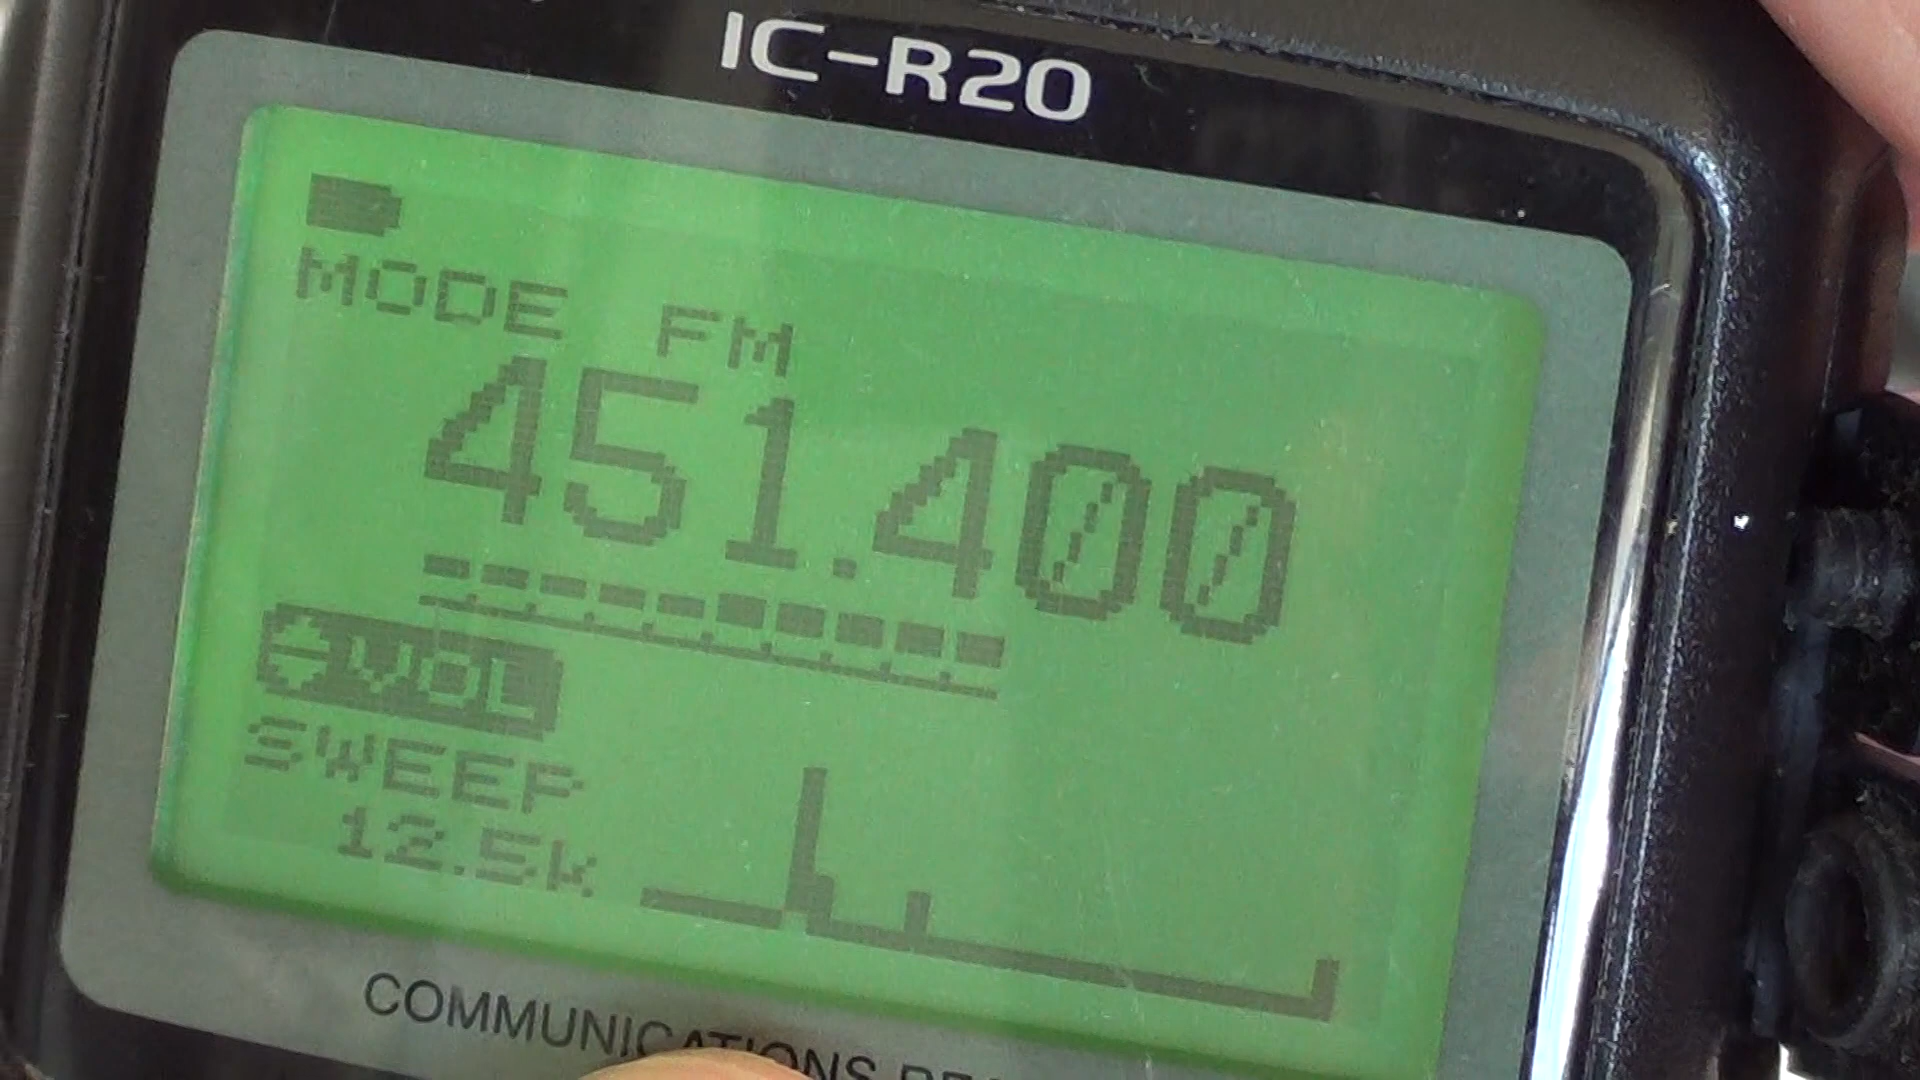 IC-R20
MODE FM
451.400
VOL
SWEEP
12.5k
COMMUNICATIONS